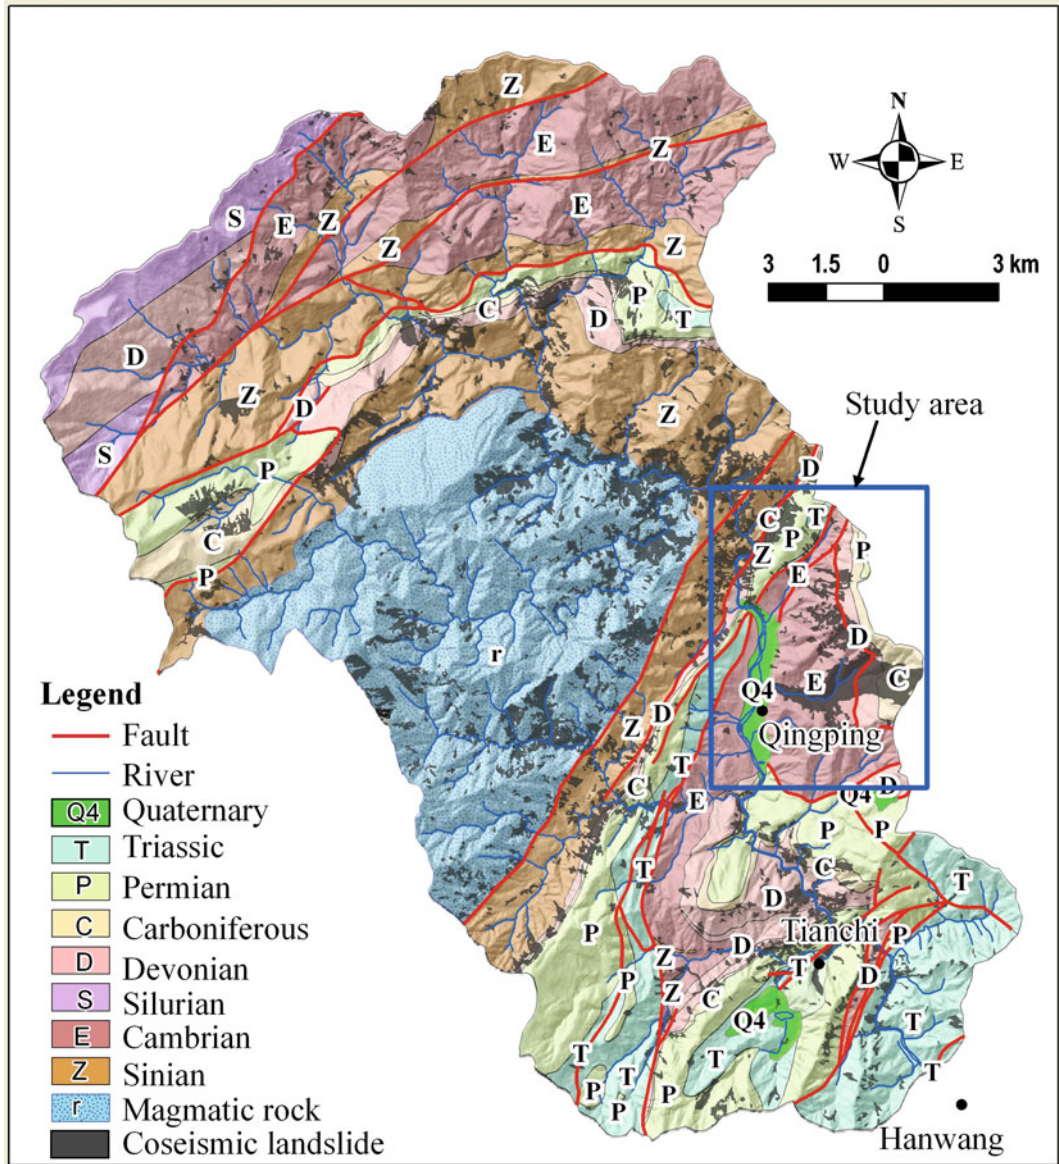 Z
N
E
W
E
Z
S
S
E
E
Z
Z
Z
3 1.5 0 3 km
P
C
D
T
D
Z
D
Z
Study area
S
P
D
C
T
C
P
P
Z
E
P
D
r
E
C
Q4
Legend
D
Z
Qingping
Fault
T
River
C
E
Q4
D
Q4 Quaternary
P
P
T Triassic
T
C
T
P Permian
D
C Carboniferous
P
Tianchi
P
D Devonian
Z
D
T
D
S Silurian
P
Z
C
Q4
T
E Cambrian
T
T
Z Sinian
P
T
P
T
r Magmatic rock
P
Coseismic landslide
Hanwang